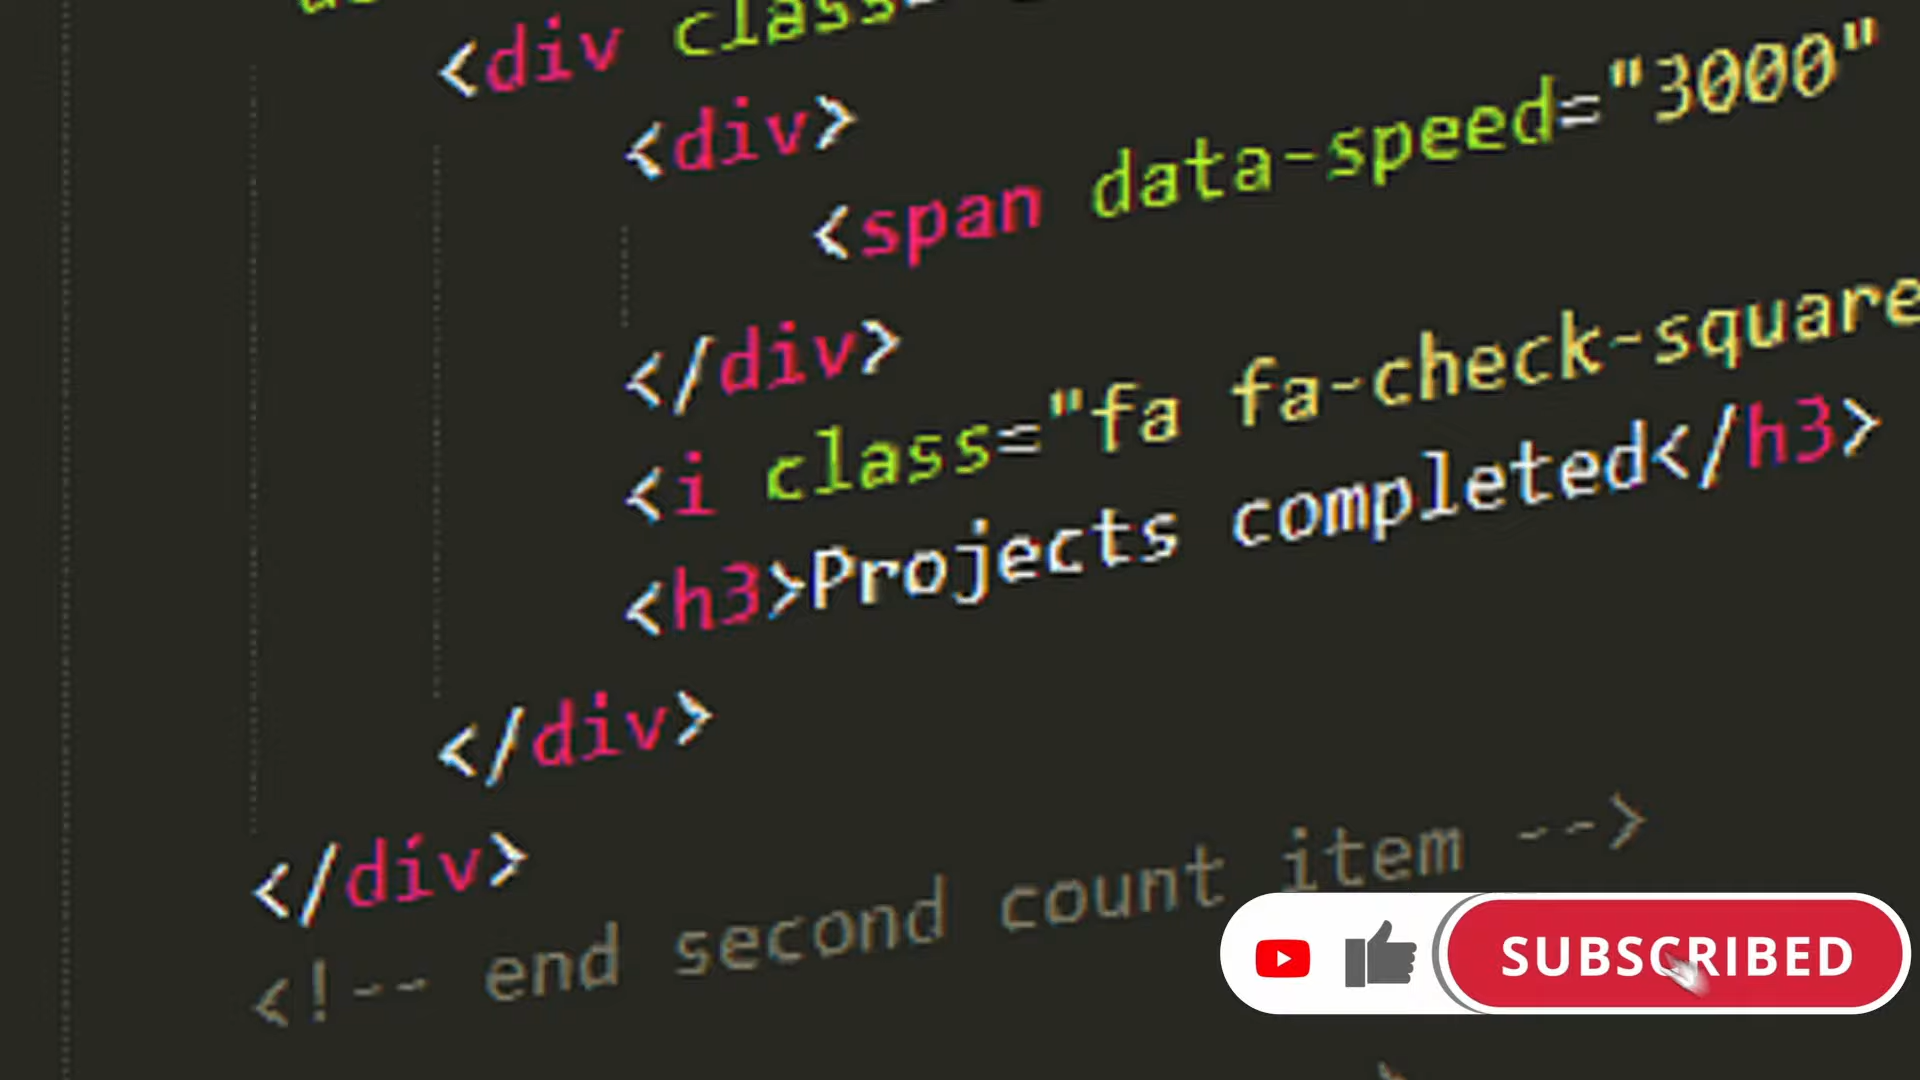 <div class=
<div>
<span data-speed="3000"
</div>
<i class="fa fa-check-square
<h3>Projects completed</h3>
</div>
</div>
<!-- end second count item -->
SUBSCRIBED